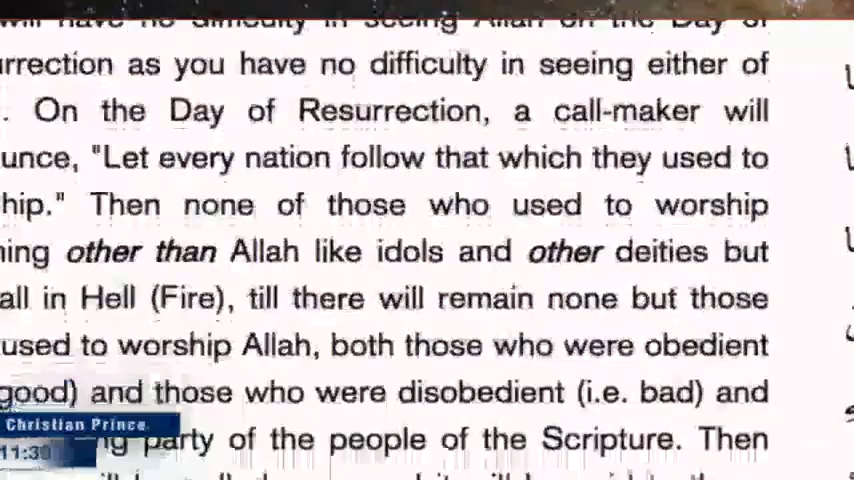 will have no difficulty in seeing Allah on the Day of
urrection as you have no difficulty in seeing either of
. On the Day of Resurrection, a call-maker will
unce, "Let every nation follow that which they used to
hip." Then none of those who used to worship
ning other than Allah like idols and other deities but
all in Hell (Fire), till there will remain none but those
used to worship Allah, both those who were obedient
good) and those who were disobedient (i.e. bad) and
ng party of the people of the Scripture. Then
Christian Prince
11:30